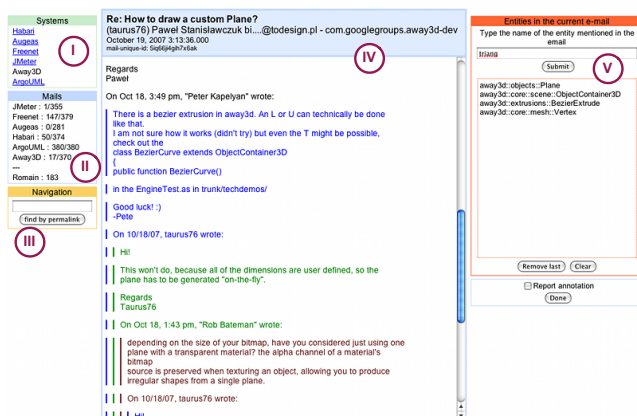 Systems
Habari
Augeas
Freenet
JMeter
Away3D
ArgoUML
I
Mails
JMeter : 1/355
Freenet : 147/379
Augeas : 0/281
Habari : 50/374
ArgoUML : 380/380
Away3D : 17/370
---
Romain : 183
II
Navigation
find by permalink
III
Re: How to draw a custom Plane?
(taurus76) Pawel Stanislawczuk bi....@todesign.pl - com.googlegroups.away3d-dev
October 19, 2007 3:13:36.000
mail-unique-id: 5iq66ji4gih7x6ak
IV
Regards
Paweł
On Oct 18, 3:49 pm, "Peter Kapelyan" wrote:
There is a bezier extrusion in away3d. An L or U can technically be done
like that.
I am not sure how it works (didn't try) but even the T might be possible,
check out the
class BezierCurve extends ObjectContainer3D
{
public function BezierCurve()
in the EngineTest.as in trunk/techdemos/
Good luck! :)
-Pete
On 10/18/07, taurus76 wrote:
Hi!
This won't do, because all of the dimensions are user defined, so the
plane has to be generated "on-the-fly".
Regards
Taurus76
On Oct 18, 1:43 pm, "Rob Bateman" wrote:
depending on the size of your bitmap, have you considered just using one
plane with a transparent material? the alpha channel of a material's
bitmap
source is preserved when texturing an object, allowing you to produce
irregular shapes from a single plane.
On 10/18/07, taurus76 wrote:
Hi!
Entities in the current e-mail
Type the name of the entity mentioned in the
email
triang
Submit
V
away3d::objects::Plane
away3d::core::scene::ObjectContainer3D
away3d::extrusions::BezierExtrude
away3d::core::mesh::Vertex
Remove last
Clear
Report annotation
Done